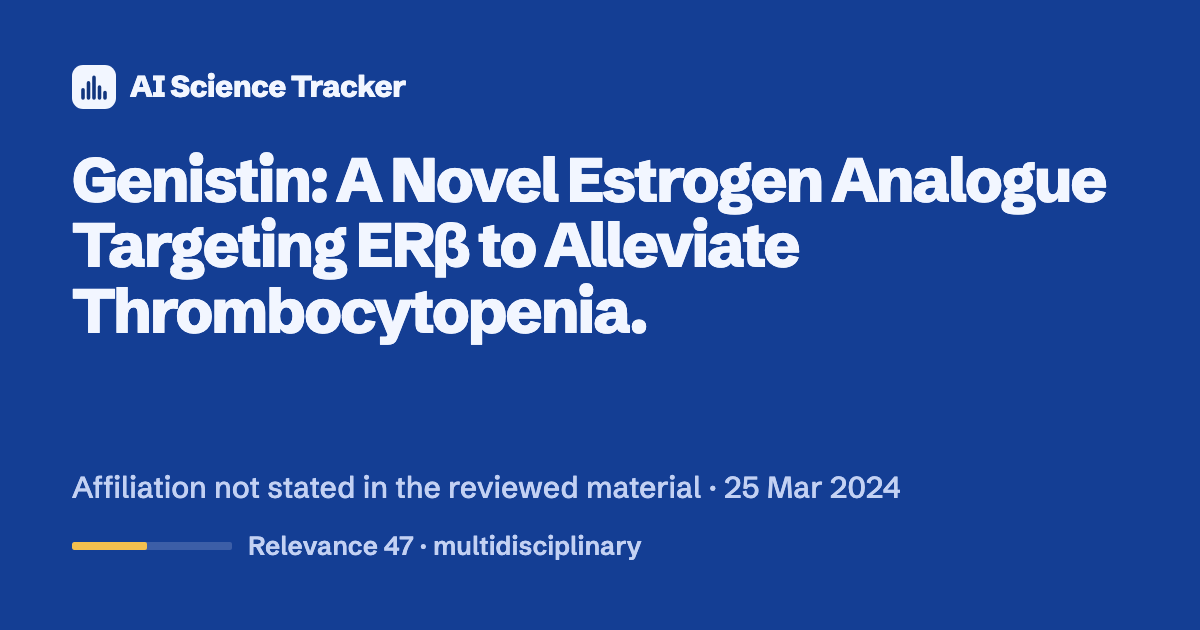 AI Science Tracker
Genistin: A Novel Estrogen Analogue
Targeting ERβ to Alleviate
Thrombocytopenia.
Affiliation not stated in the reviewed material · 25 Mar 2024
Relevance 47 · multidisciplinary